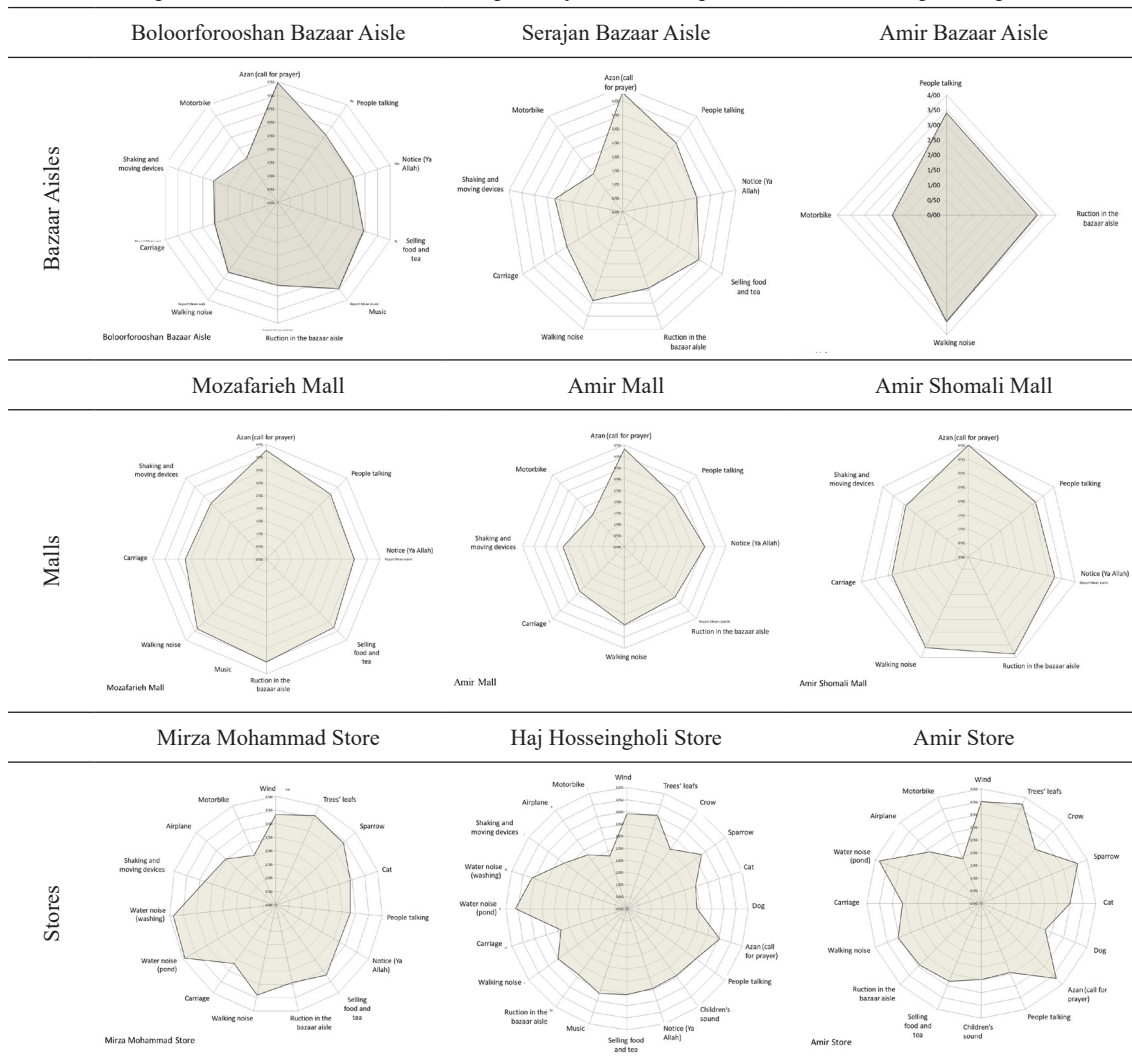 Boloorforooshan Bazaar Aisle
Serajan Bazaar Aisle
Amir Bazaar Aisle
Bazaar Aisles
Azan (call for prayer)
People talking
Notice (Ya
Allah)
Selling
food and
tea
Music
Ruction in the bazaar aisle
Walking noise
Carriage
Shaking and
moving devices
Motorbike
Boloorforooshan Bazaar Aisle
Azan (call
for prayer)
People talking
Notice (Ya
Allah)
Selling food
and tea
Ruction in the
bazaar aisle
Walking noise
Carriage
Shaking and
moving devices
Motorbike
People talking
4/00
3/50
3/00
2/50
2/00
1/50
1/00
0/50
0/00
Ruction in the
bazaar aisle
Walking noise
Motorbike
Mozafarieh Mall
Amir Mall
Amir Shomali Mall
Malls
Azan (call for prayer)
People talking
Notice (Ya Allah)
Selling
food and
tea
Ruction in the
bazaar aisle
Music
Walking noise
Carriage
Shaking and
moving devices
Mozafarieh Mall
Azan (call for prayer)
People talking
Notice (Ya Allah)
Ruction in the bazaar aisle
Walking noise
Carriage
Shaking and
moving devices
Motorbike
Amir Mall
Azan (call for prayer)
People talking
Notice (Ya Allah)
Ruction in the bazaar aisle
Walking noise
Carriage
Shaking and
moving devices
Amir Shomali Mall
Mirza Mohammad Store
Haj Hosseingholi Store
Amir Store
Stores
Wind
Trees' leafs
Sparrow
Cat
People talking
Notice (Ya
Allah)
Selling
food and
tea
Ruction in the
bazaar aisle
Walking noise
Carriage
Water noise
(pond)
Water noise
(washing)
Shaking and
moving devices
Airplane
Motorbike
Mirza Mohammad Store
Wind
Trees' leafs
Crow
Sparrow
Cat
Dog
Azan (call
for prayer)
People talking
Children's
sound
Notice (Ya
Allah)
Selling food
and tea
Music
Ruction in the
bazaar aisle
Walking noise
Carriage
Water noise
(pond)
Water noise
(washing)
Shaking and
moving devices
Airplane
Motorbike
Wind
Trees' leafs
Crow
Sparrow
Cat
Dog
Azan (call for
prayer)
People talking
Children's
sound
Selling
food and
tea
Ruction in the
bazaar aisle
Walking noise
Carriage
Water noise
(pond)
Airplane
Motorbike
Amir Store